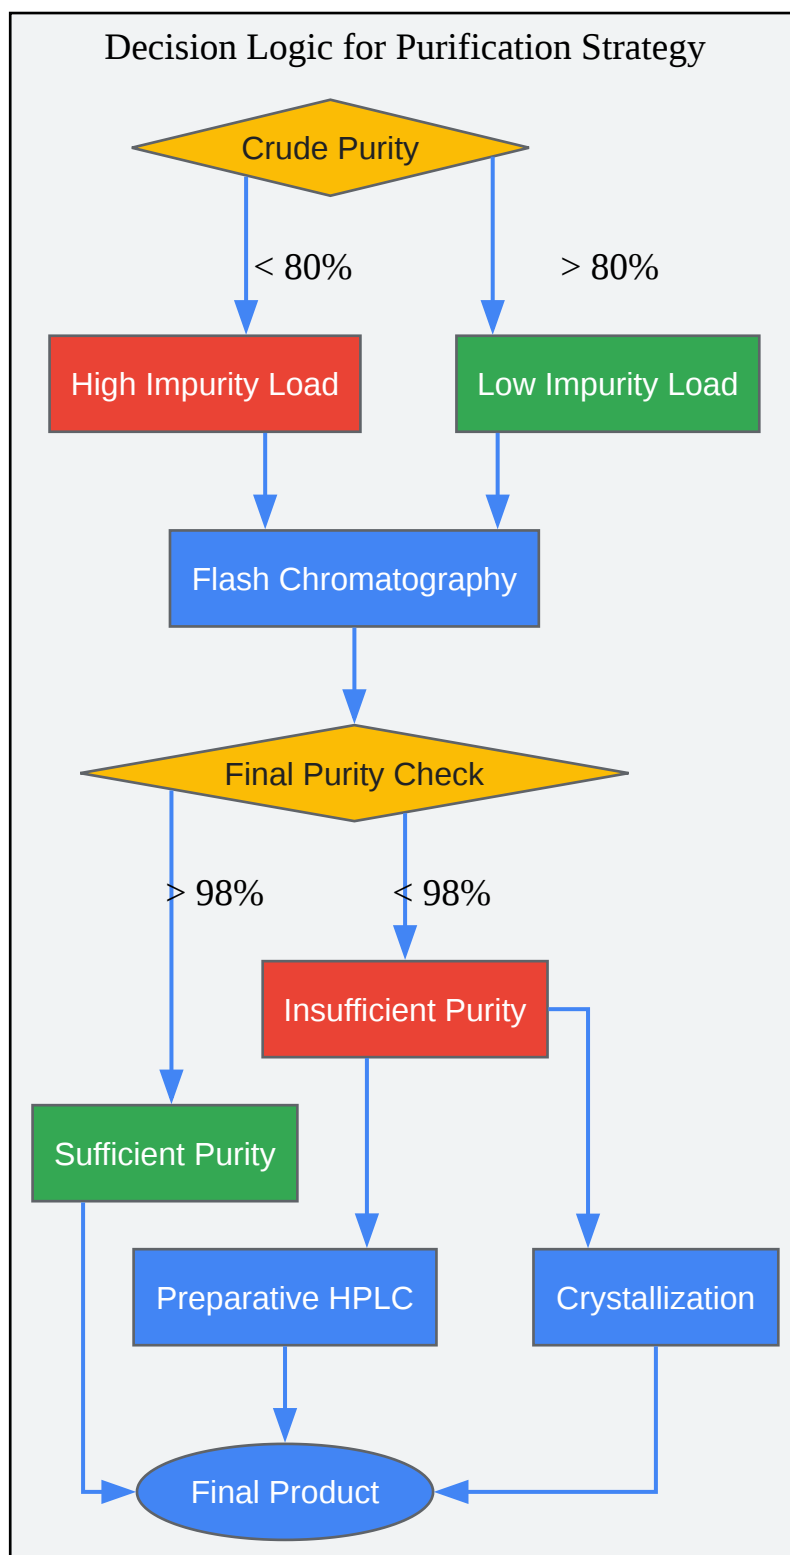 Decision Logic for Purification Strategy
Crude Purity
< 80%
> 80%
High Impurity Load
Low Impurity Load
Flash Chromatography
Final Purity Check
> 98%
< 98%
Insufficient Purity
Sufficient Purity
Preparative HPLC
Crystallization
Final Product